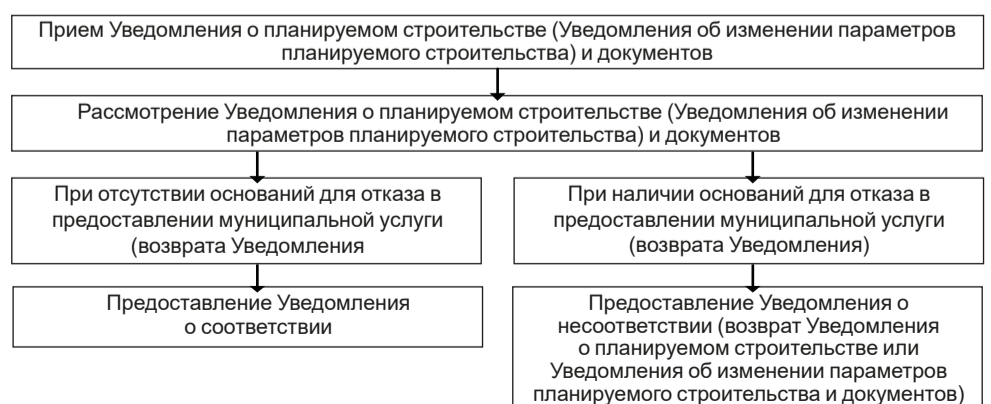 Прием Уведомления о планируемом строительстве (Уведомления об изменении параметров
планируемого строительства) и документов
Рассмотрение Уведомления о планируемом строительстве (Уведомления об изменении
параметров планируемого строительства) и документов
При отсутствии оснований для отказа в
предоставлении муниципальной услуги
(возврата Уведомления
При наличии оснований для отказа в
предоставлении муниципальной услуги
(возврата Уведомления)
Предоставление Уведомления
о соответствии
Предоставление Уведомления о
несоответствии (возврат Уведомления
о планируемом строительстве или
Уведомления об изменении параметров
планируемого строительства и документов)